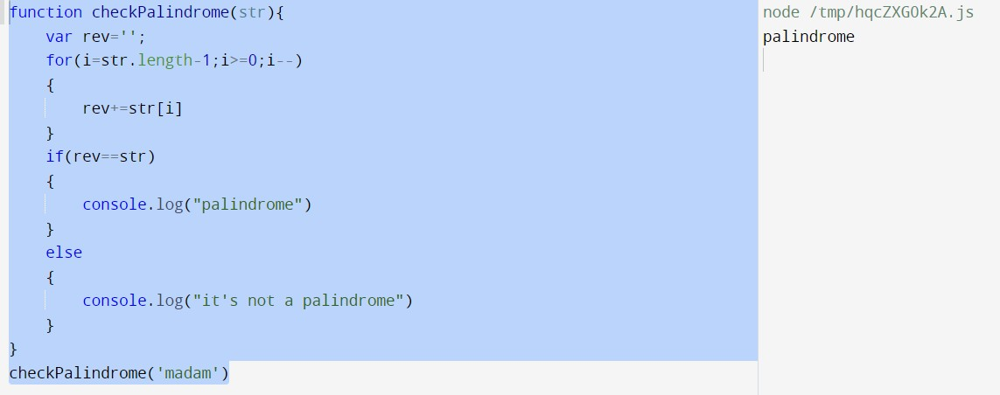 function checkPalindrome(str){
    var rev='';
    for(i=str.length-1;i>=0;i--)
    {
        rev+=str[i]
    }
    if(rev==str)
    {
        console.log("palindrome")
    }
    else
    {
        console.log("it's not a palindrome")
    }
}
checkPalindrome('madam')
node /tmp/hqcZXG0k2A.js
palindrome